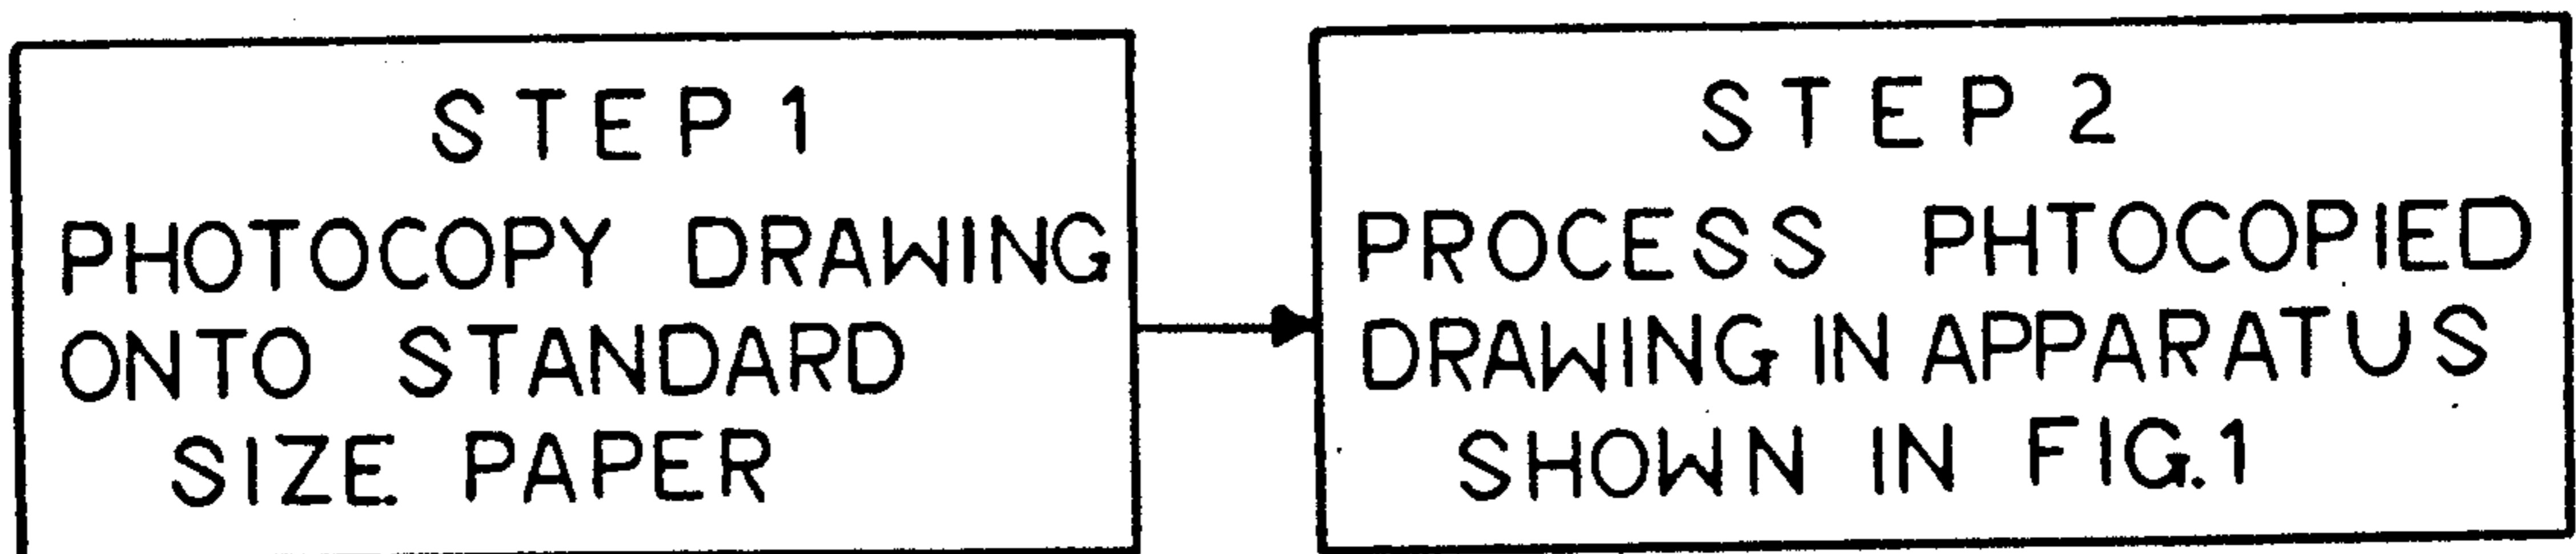 STEP 1
PHOTOCOPY DRAWING
ONTO STANDARD
SIZE PAPER
STEP 2
PROCESS PHTOCOPIED
DRAWING IN APPARATUS
SHOWN IN FIG.1